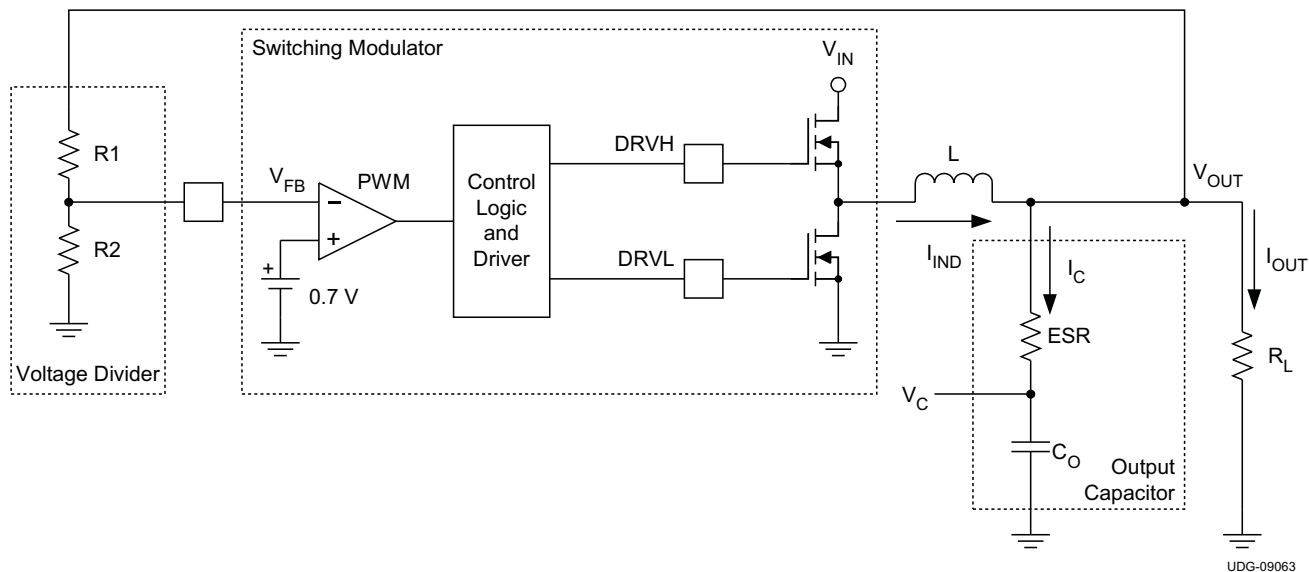 Switching Modulator
V_IN
R1
R2
Voltage Divider
V_FB
PWM
−
+
+
0.7 V
Control
Logic
and
Driver
DRVH
DRVL
L
V_OUT
I_IND
I_C
I_OUT
ESR
R_L
V_C
C_O
Output
Capacitor
UDG-09063